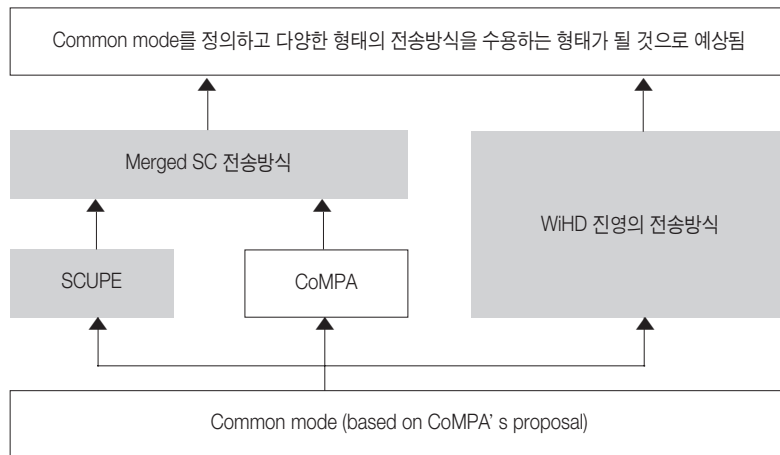 Common mode를 정의하고 다양한 형태의 전송방식을 수용하는 형태가 될 것으로 예상됨
Merged SC 전송방식
WiHD 진영의 전송방식
SCUPE
CoMPA
Common mode (based on CoMPA’ s proposal)